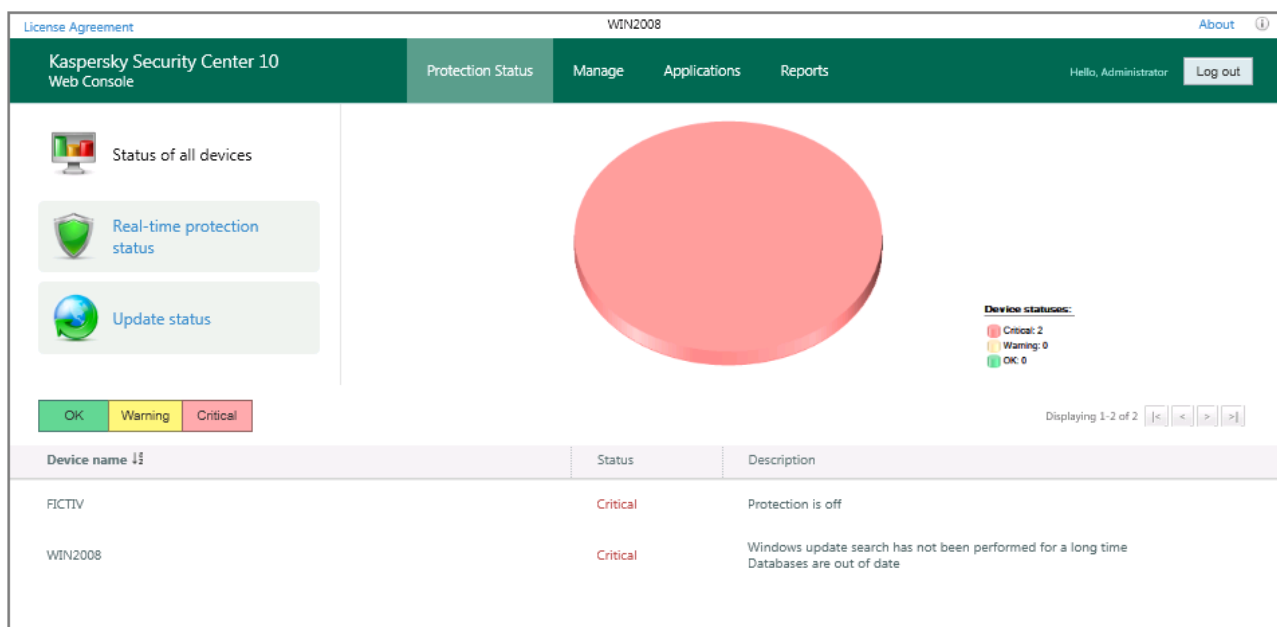 License Agreement
WIN2008
About
Kaspersky Security Center 10
Web Console
Protection Status
Manage
Applications
Reports
Hello, Administrator
Log out
Status of all devices
Real-time protection
status
Update status
Device statuses:
Critical: 2
Warning: 0
OK: 0
OK
Warning
Critical
Displaying 1-2 of 2
|<
<
>
>|
Device name
Status
Description
FICTIV
Critical
Protection is off
WIN2008
Critical
Windows update search has not been performed for a long time
Databases are out of date